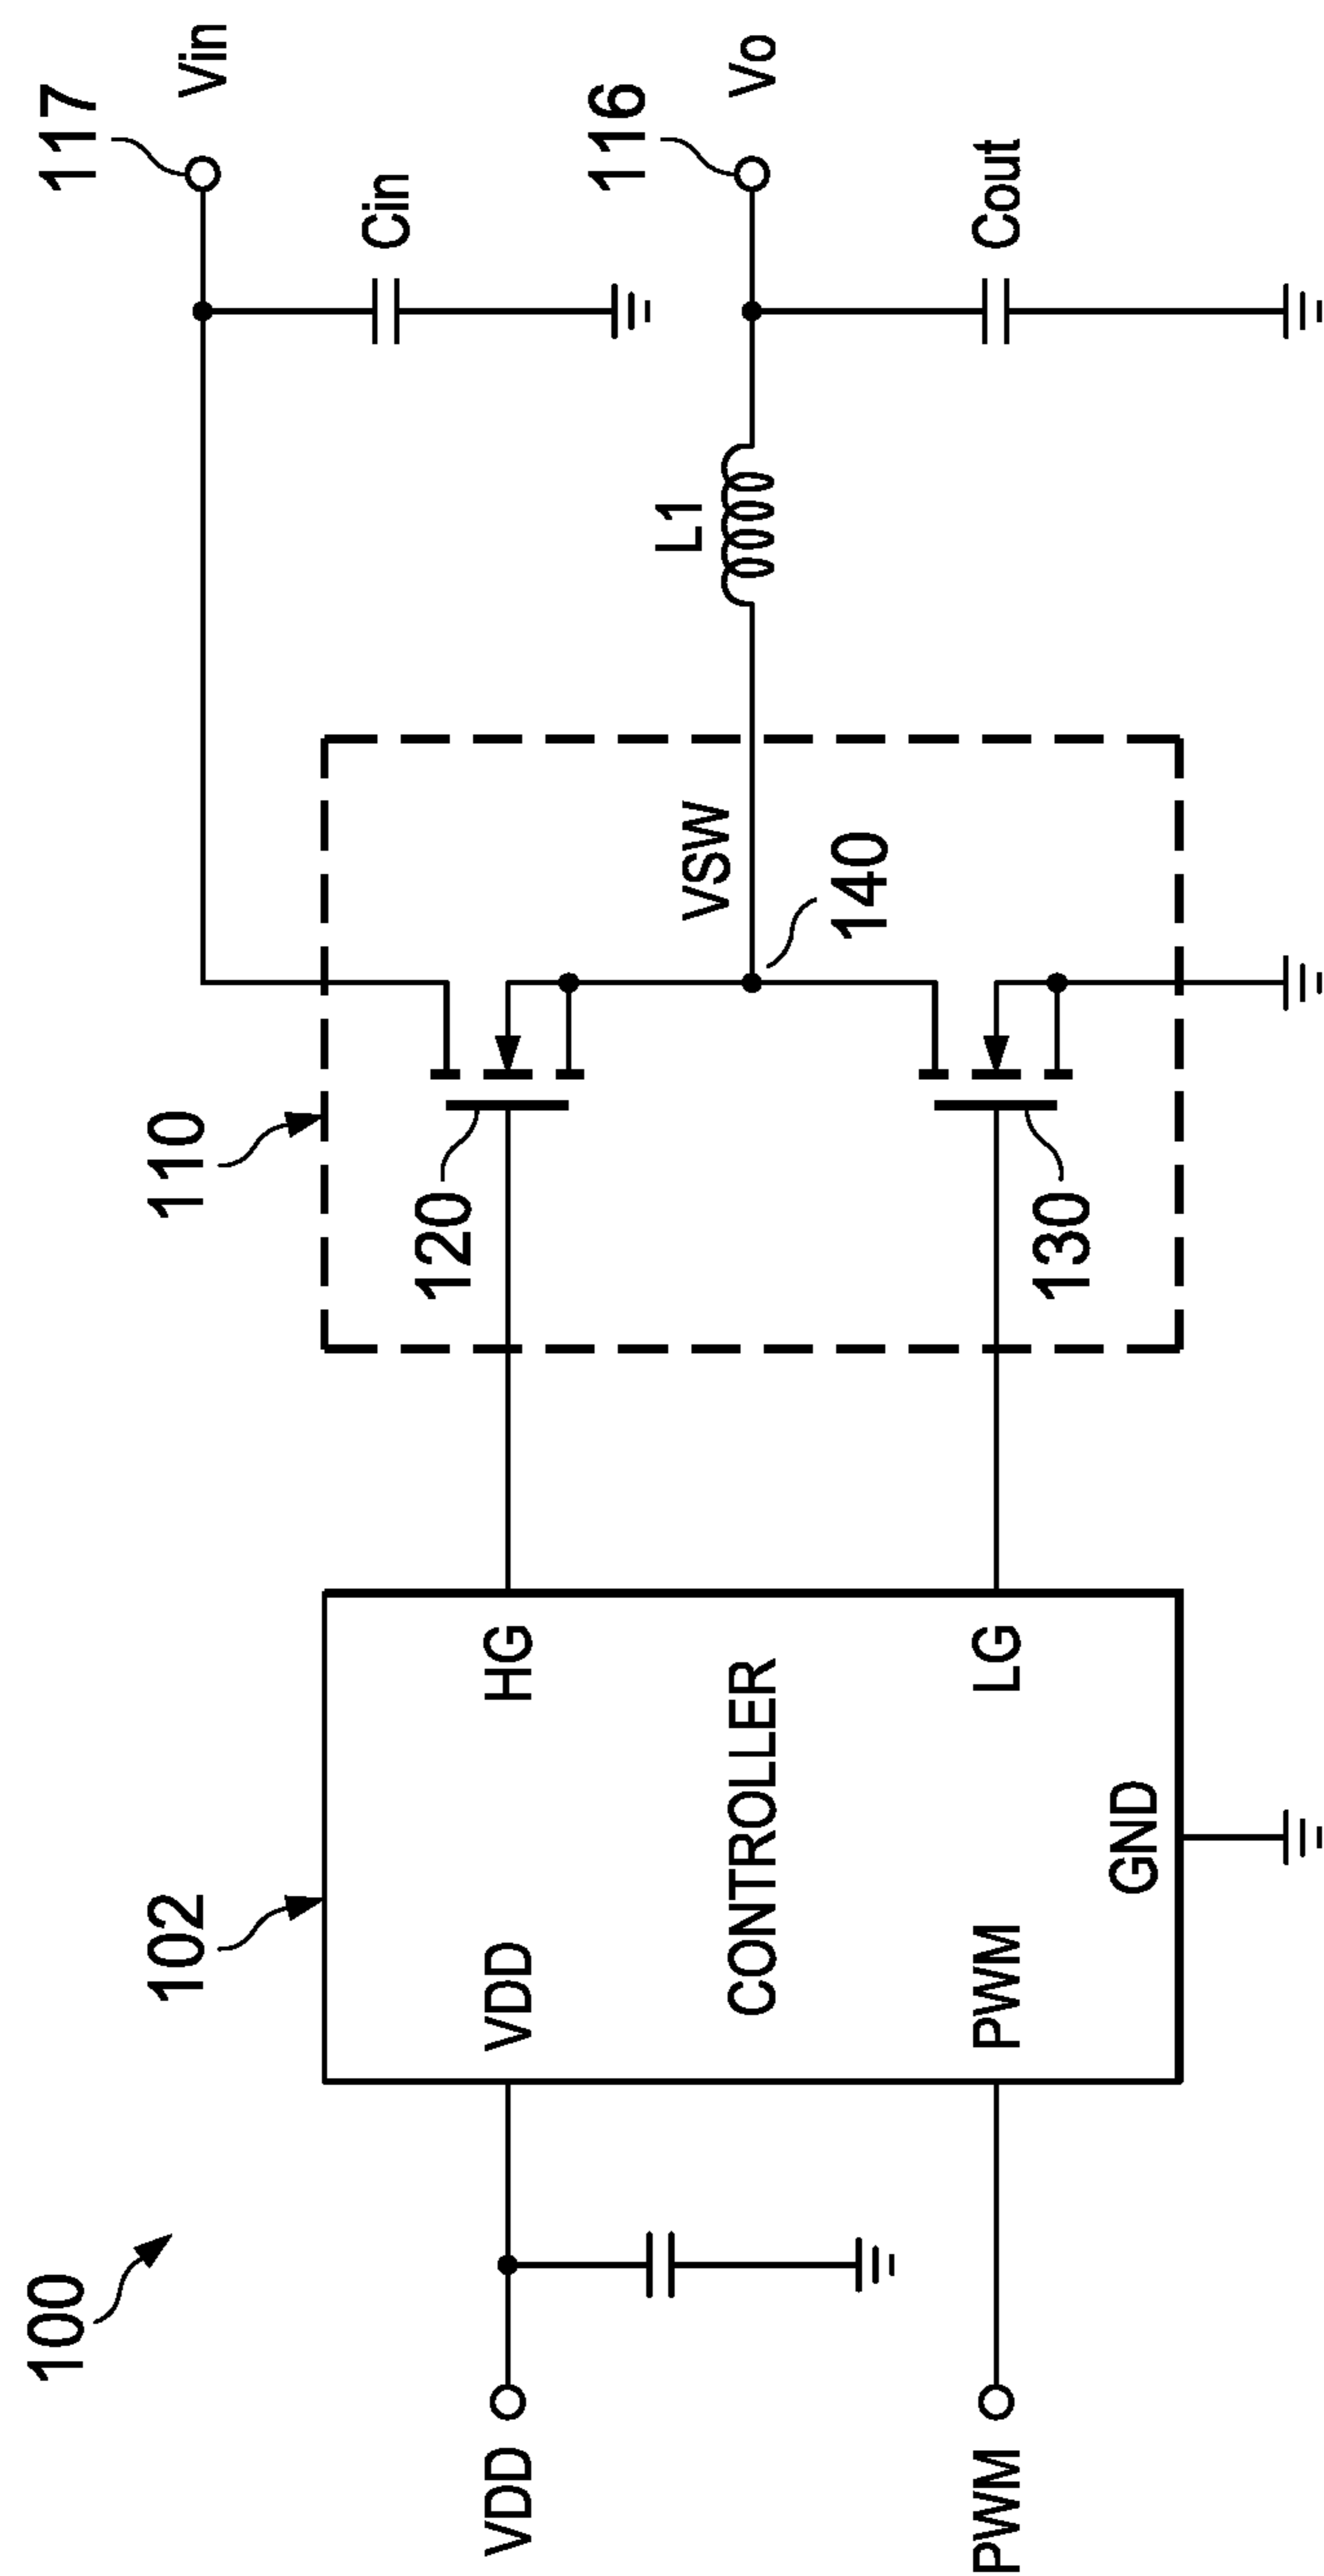 100
102
110
117
Vin
Cin
VDD
VDD
HG
120
VSW
L1
116
Vo
CONTROLLER
140
PWM
PWM
LG
130
Cout
GND